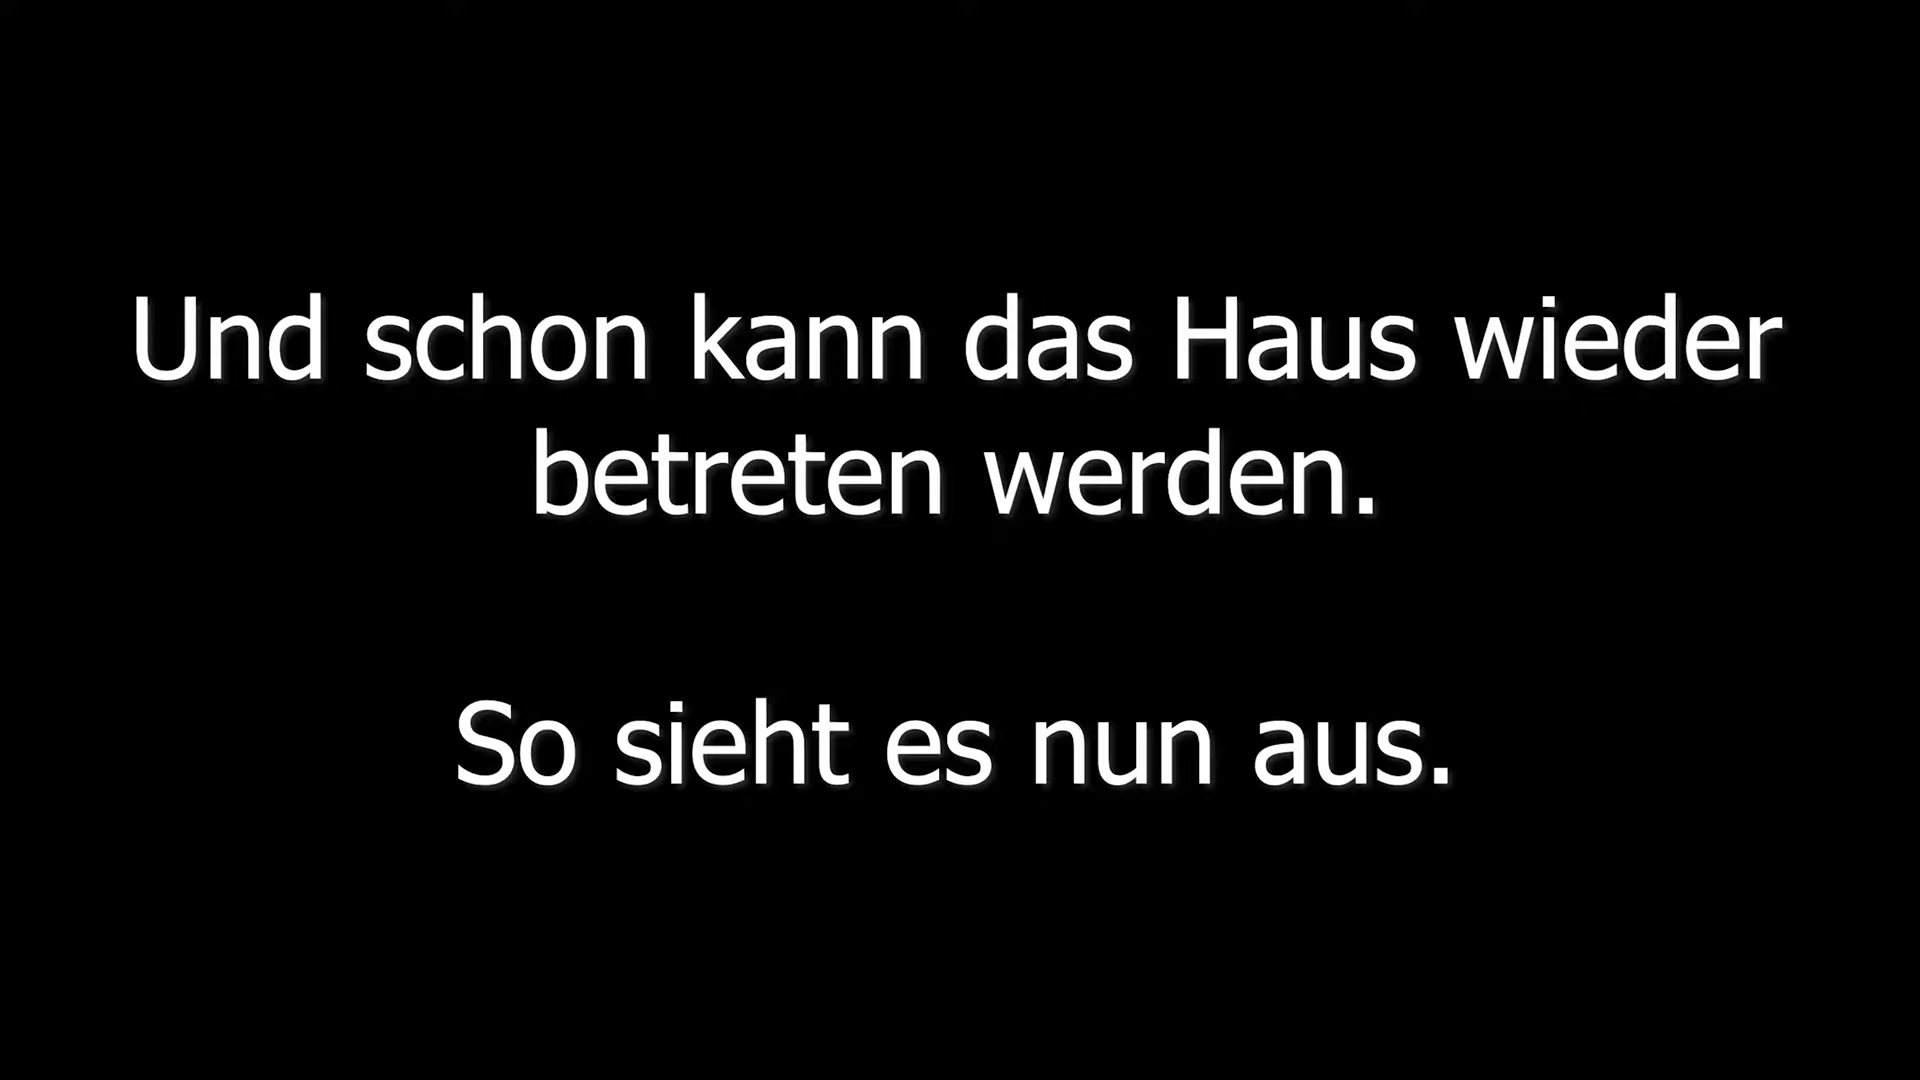 Und schon kann das Haus wieder
betreten werden.
So sieht es nun aus.